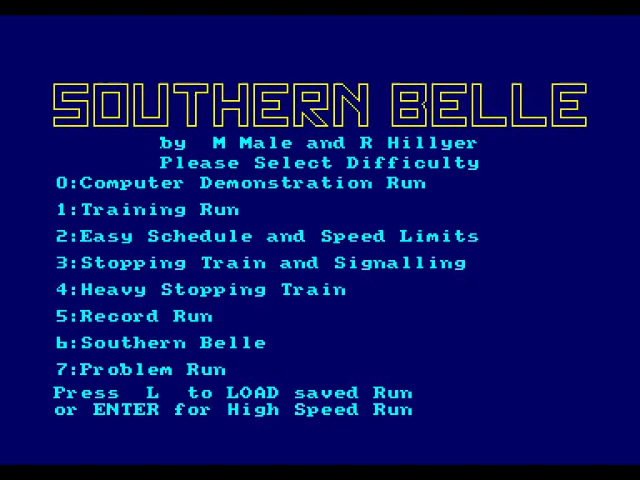 SOUTHERN BELLE
by M Male and R Hillyer
Please Select Difficulty
0:Computer Demonstration Run
1:Training Run
2:Easy Schedule and Speed Limits
3:Stopping Train and Signalling
4:Heavy Stopping Train
5:Record Run
6:Southern Belle
7:Problem Run
Press L to LOAD saved Run
or ENTER for High Speed Run